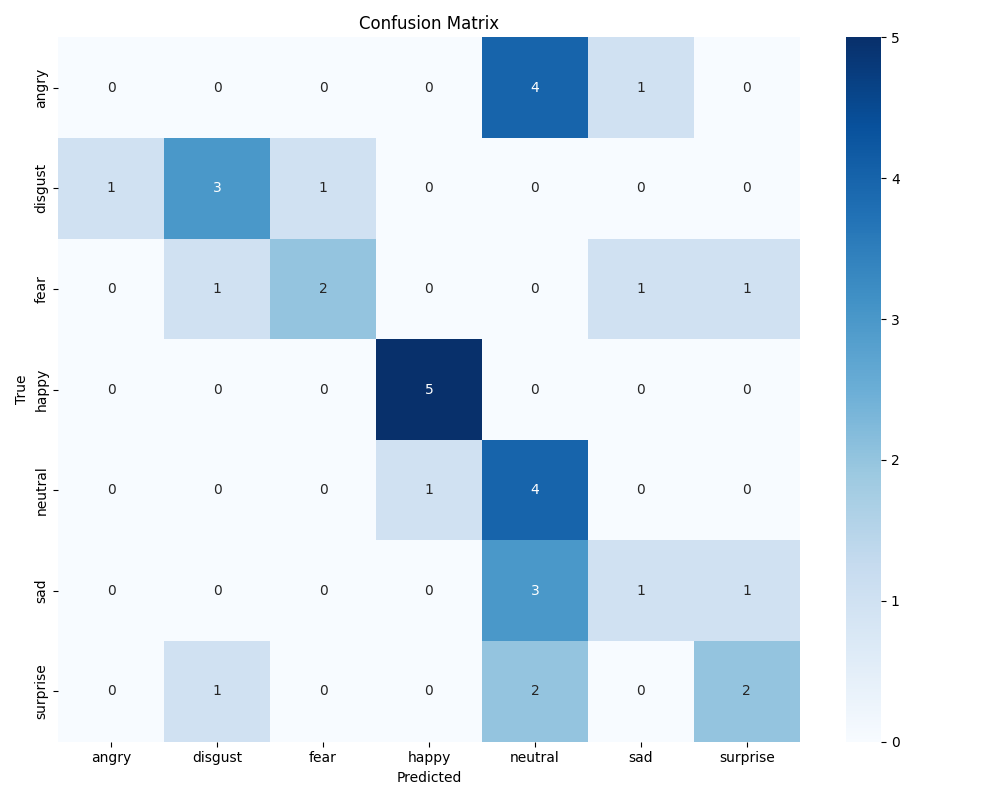 Confusion Matrix
angry 0 0 0 0 4 1 0
disgust 1 3 1 0 0 0 0
fear 0 1 2 0 0 1 1
happy 0 0 0 5 0 0 0
neutral 0 0 0 1 4 0 0
sad 0 0 0 0 3 1 1
surprise 0 1 0 0 2 0 2
True
angry disgust fear happy neutral sad surprise
Predicted
5
4
3
2
1
0